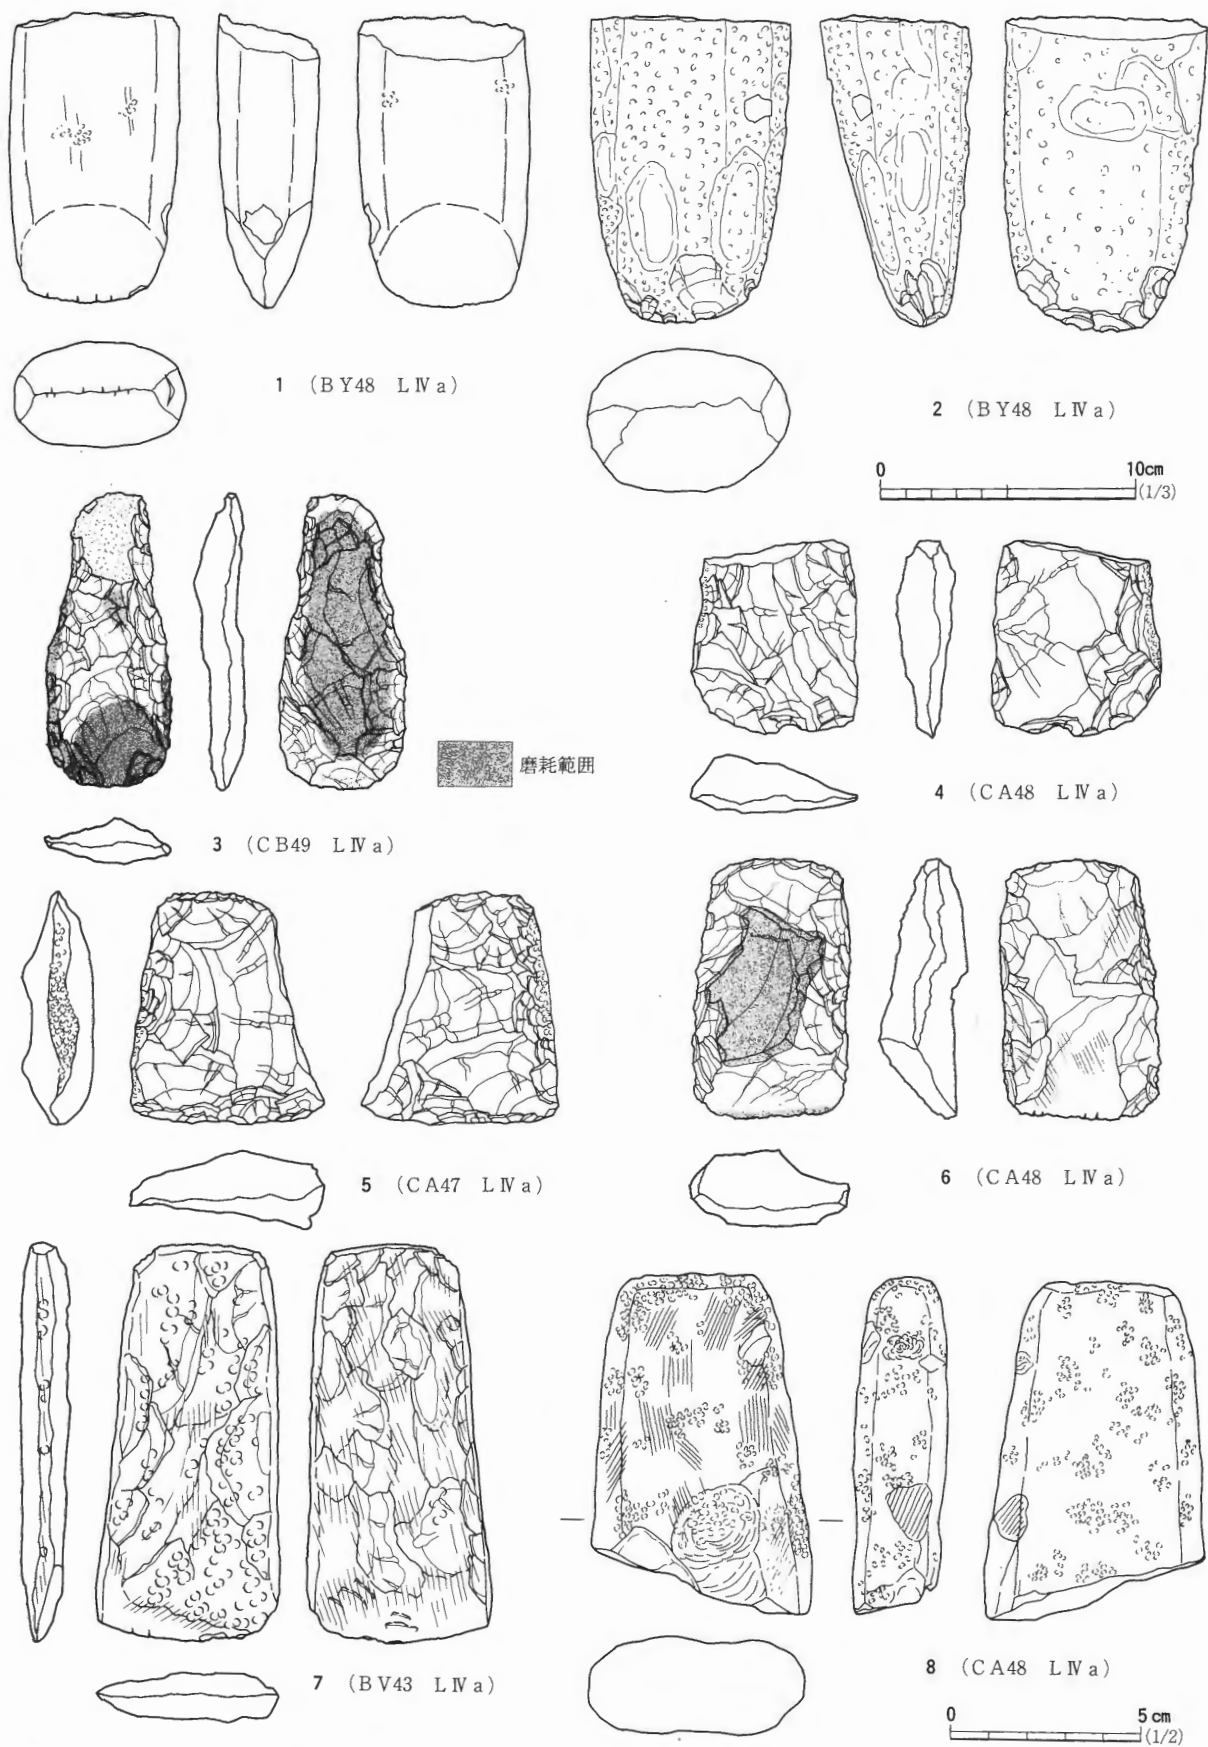 1 (BY48 LⅣa)
2 (BY48 LⅣa)
0 10cm
(1/3)
磨耗範囲
3 (CB49 LⅣa)
4 (CA48 LⅣa)
5 (CA47 LⅣa)
6 (CA48 LⅣa)
7 (BV43 LⅣa)
8 (CA48 LⅣa)
0 5cm
(1/2)